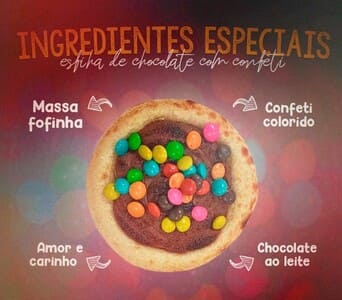 INGREDIENTES ESPECIAIS
esfiha de chocolate com confeti
Massa
fofinha
Confeti
colorido
Amor e
carinho
Chocolate
ao leite